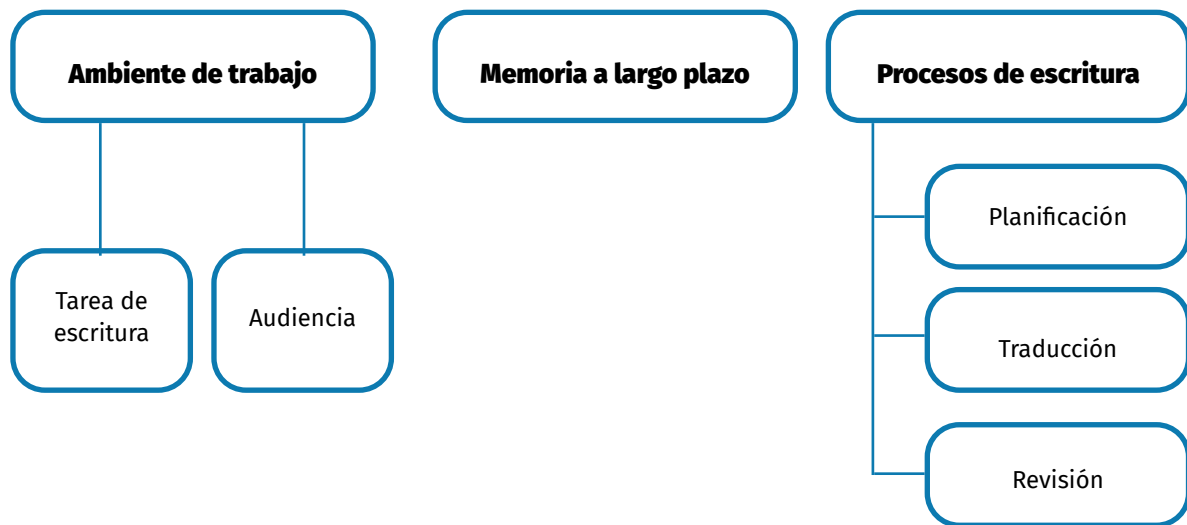 Ambiente de trabajo
Memoria a largo plazo
Procesos de escritura
Tarea de
escritura
Audiencia
Planificación
Traducción
Revisión